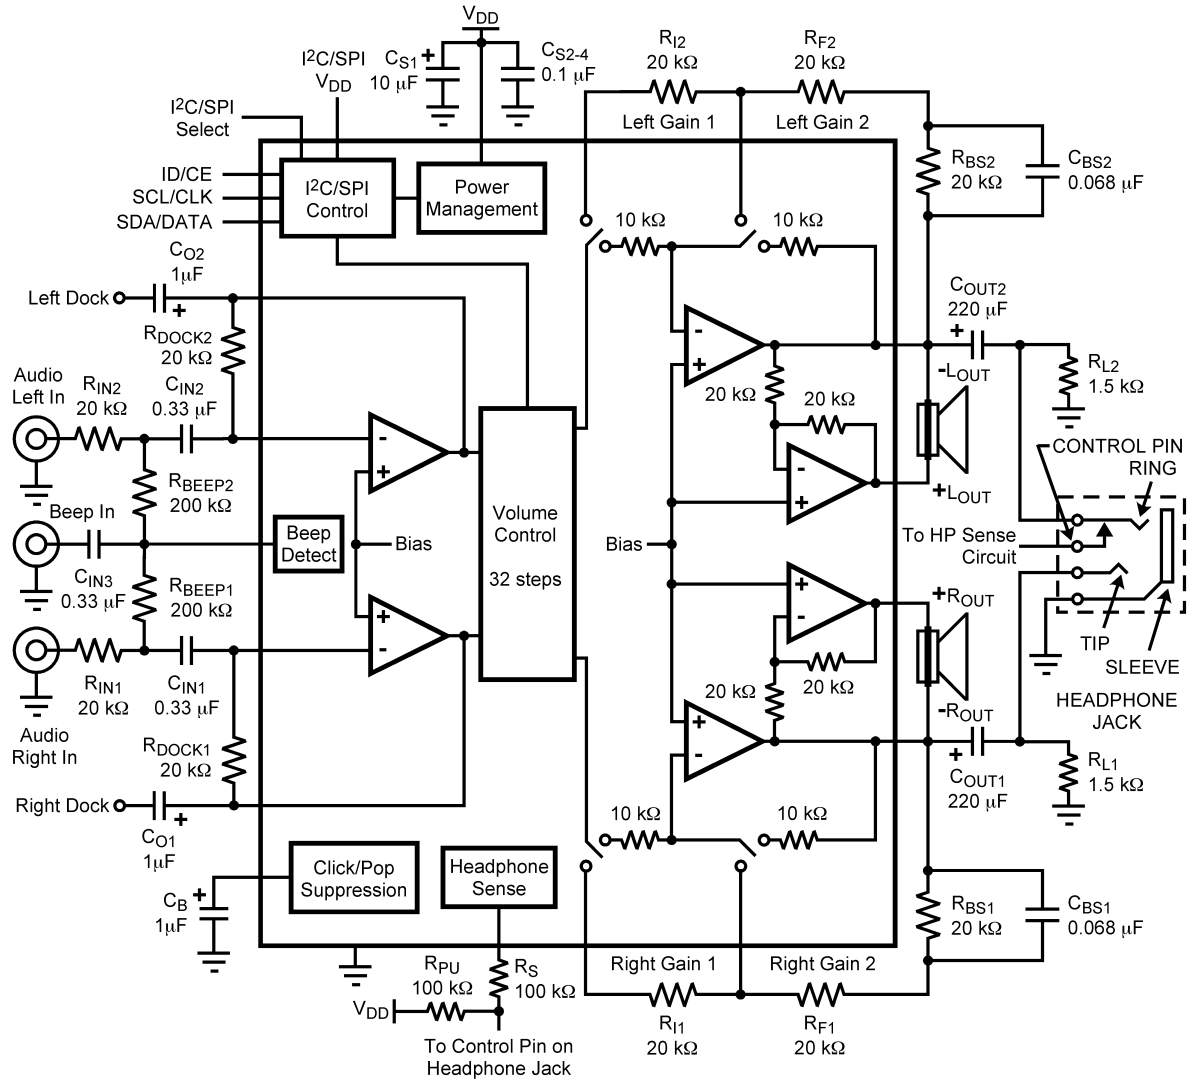 VDD
I²C/SPI
VDD
CS1
10 µF
+
CS2-4
0.1 µF
RI2
20 kΩ
RF2
20 kΩ
I²C/SPI
Select
Left Gain 1
Left Gain 2
ID/CE
SCL/CLK
SDA/DATA
I²C/SPI
Control
Power
Management
RBS2
20 kΩ
CBS2
0.068 µF
10 kΩ
10 kΩ
CO2
1µF
+
Left Dock
RDOCK2
20 kΩ
COUT2
220 µF
+
-
+
RL2
1.5 kΩ
-LOUT
Audio
Left In
RIN2
20 kΩ
CIN2
0.33 µF
20 kΩ
20 kΩ
-
+
-
+
+LOUT
CONTROL PIN
RING
RBEEP2
200 kΩ
Beep In
Beep
Detect
Bias
Volume
Control
32 steps
Bias
To HP Sense
Circuit
CIN3
0.33 µF
RBEEP1
200 kΩ
+
-
+
-
+ROUT
TIP
SLEEVE
RIN1
20 kΩ
CIN1
0.33 µF
20 kΩ
20 kΩ
-ROUT
HEADPHONE
JACK
Audio
Right In
+
-
RDOCK1
20 kΩ
+
COUT1
220 µF
RL1
1.5 kΩ
Right Dock
+
CO1
1µF
10 kΩ
10 kΩ
Click/Pop
Suppression
Headphone
Sense
CB
1µF
+
RBS1
20 kΩ
CBS1
0.068 µF
Right Gain 1
Right Gain 2
RPU
100 kΩ
RS
100 kΩ
VDD
RI1
20 kΩ
RF1
20 kΩ
To Control Pin on
Headphone Jack